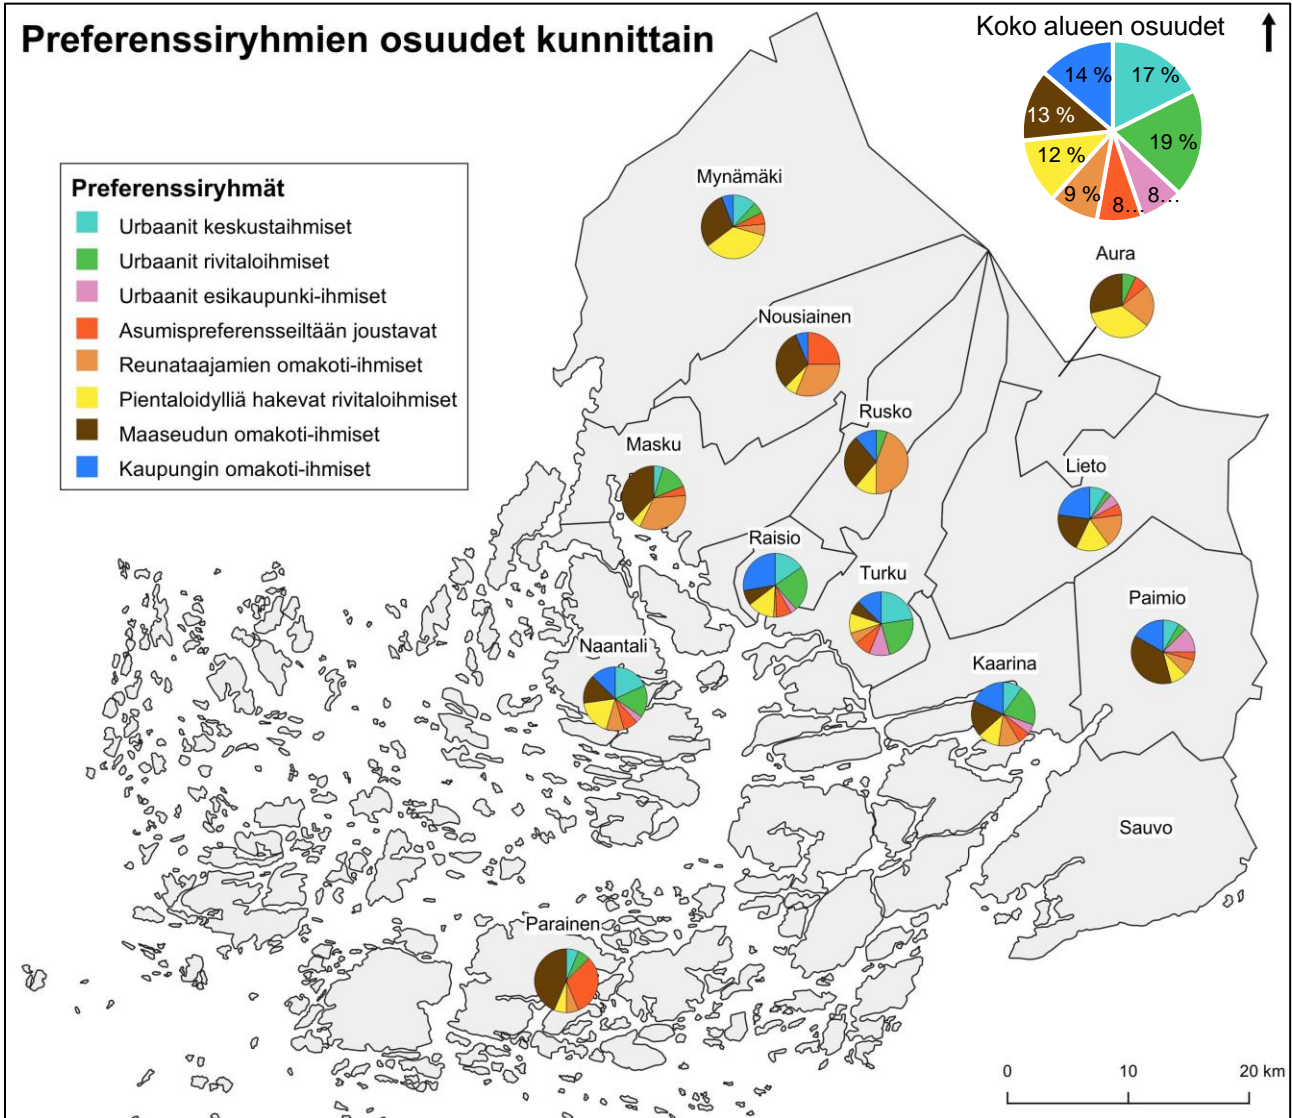 Preferenssiryhmien osuudet kunnittain
Koko alueen osuudet
14 %
17 %
13 %
19 %
12 %
9 %
8...
8...
Preferenssiryhmät
Urbaanit keskustaihmiset
Urbaanit rivitaloihmiset
Urbaanit esikaupunki-ihmiset
Asumispreferensseiltään joustavat
Reunataajamien omakoti-ihmiset
Pientaloidylliä hakevat rivitaloihmiset
Maaseudun omakoti-ihmiset
Kaupungin omakoti-ihmiset
Mynämäki
Aura
Nousiainen
Rusko
Masku
Lieto
Raisio
Turku
Paimio
Naantali
Kaarina
Sauvo
Parainen
0 10 20 km